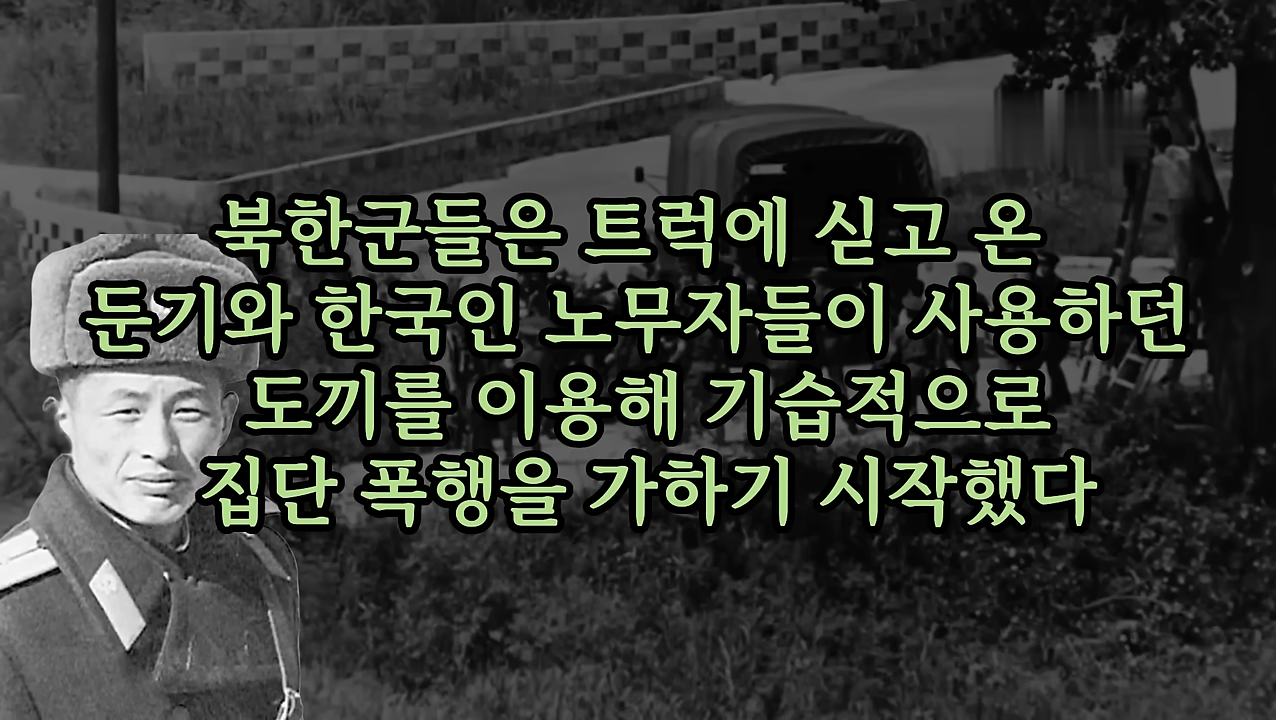 북한군들은 트럭에 싣고 온
둔기와 한국인 노무자들이 사용하던
도끼를 이용해 기습적으로
집단 폭행을 가하기 시작했다